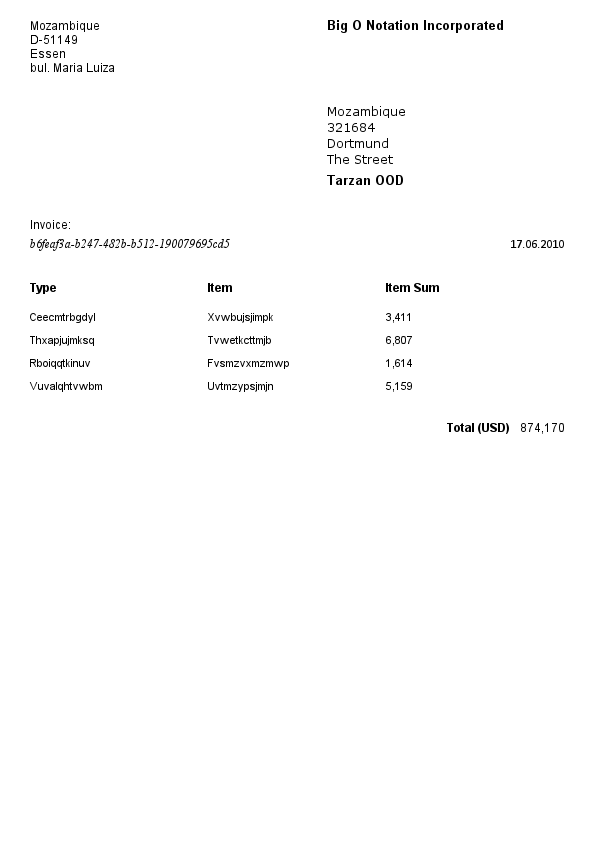 Mozambique
D-51149
Essen
bul. Maria Luiza
Big O Notation Incorporated
Mozambique
321684
Dortmund
The Street
Tarzan OOD
Invoice:
b6feaf3a-b247-482b-b512-190079695cd5
17.06.2010
Type Item Item Sum
Ceecmtrbgdyl Xvwbujsjimpk 3,411
Thxapjujmksq Tvwetkcttmjb 6,807
Rboiqqtkinuv Fvsmzvxmzmwp 1,614
Vuvalqhtvwbm Uvtmzypsjmjn 5,159
Total (USD) 874,170